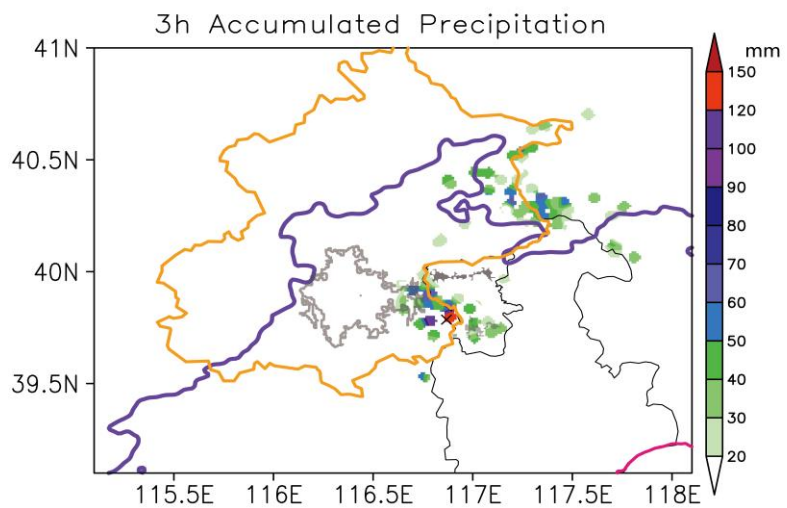 3h Accumulated Precipitation
41N
40.5N
40N
39.5N
115.5E 116E 116.5E 117E 117.5E 118E
mm
150
120
100
90
80
70
60
50
40
30
20